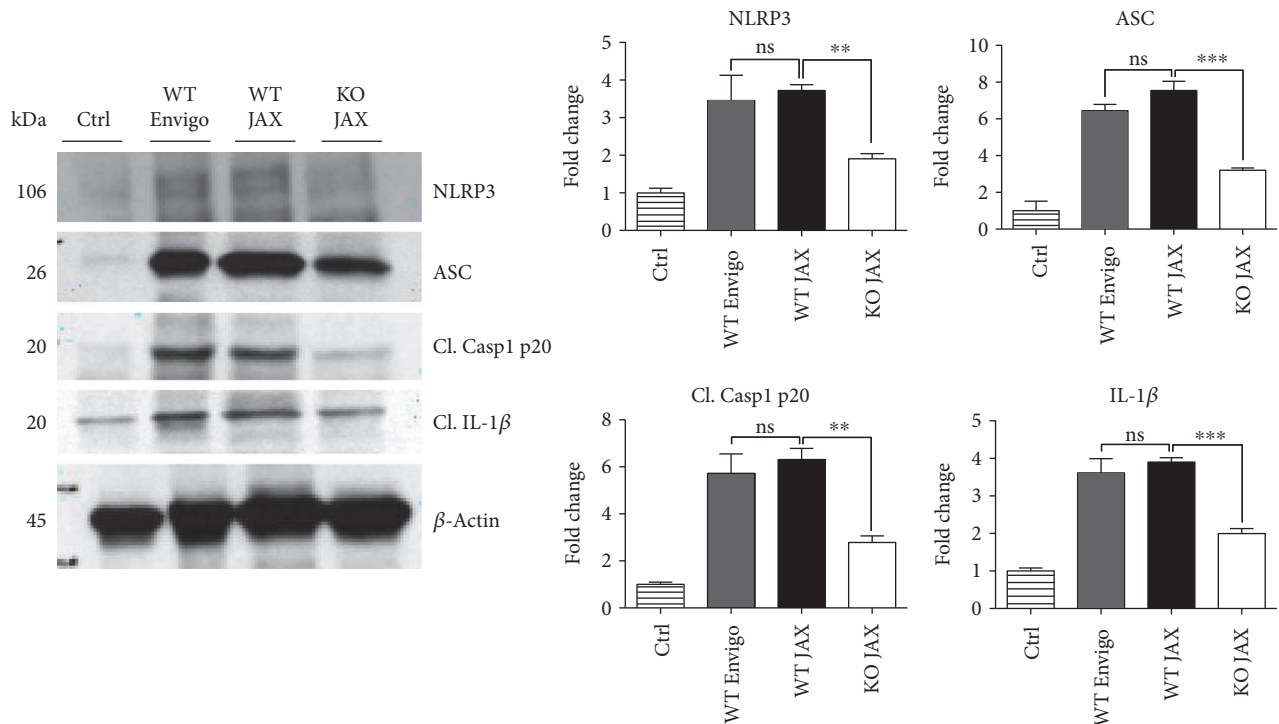 kDa
Ctrl
WT
Envigo
WT
JAX
KO
JAX
106
NLRP3
26
ASC
20
Cl. Casp1 p20
20
Cl. IL-1β
45
β-Actin
NLRP3
Fold change
5
4
3
2
1
0
ns
**
Ctrl
WT Envigo
WT JAX
KO JAX
ASC
Fold change
10
8
6
4
2
0
ns
***
Ctrl
WT Envigo
WT JAX
KO JAX
Cl. Casp1 p20
Fold change
8
6
4
2
0
ns
**
Ctrl
WT Envigo
WT JAX
KO JAX
IL-1β
Fold change
5
4
3
2
1
0
ns
***
Ctrl
WT Envigo
WT JAX
KO JAX